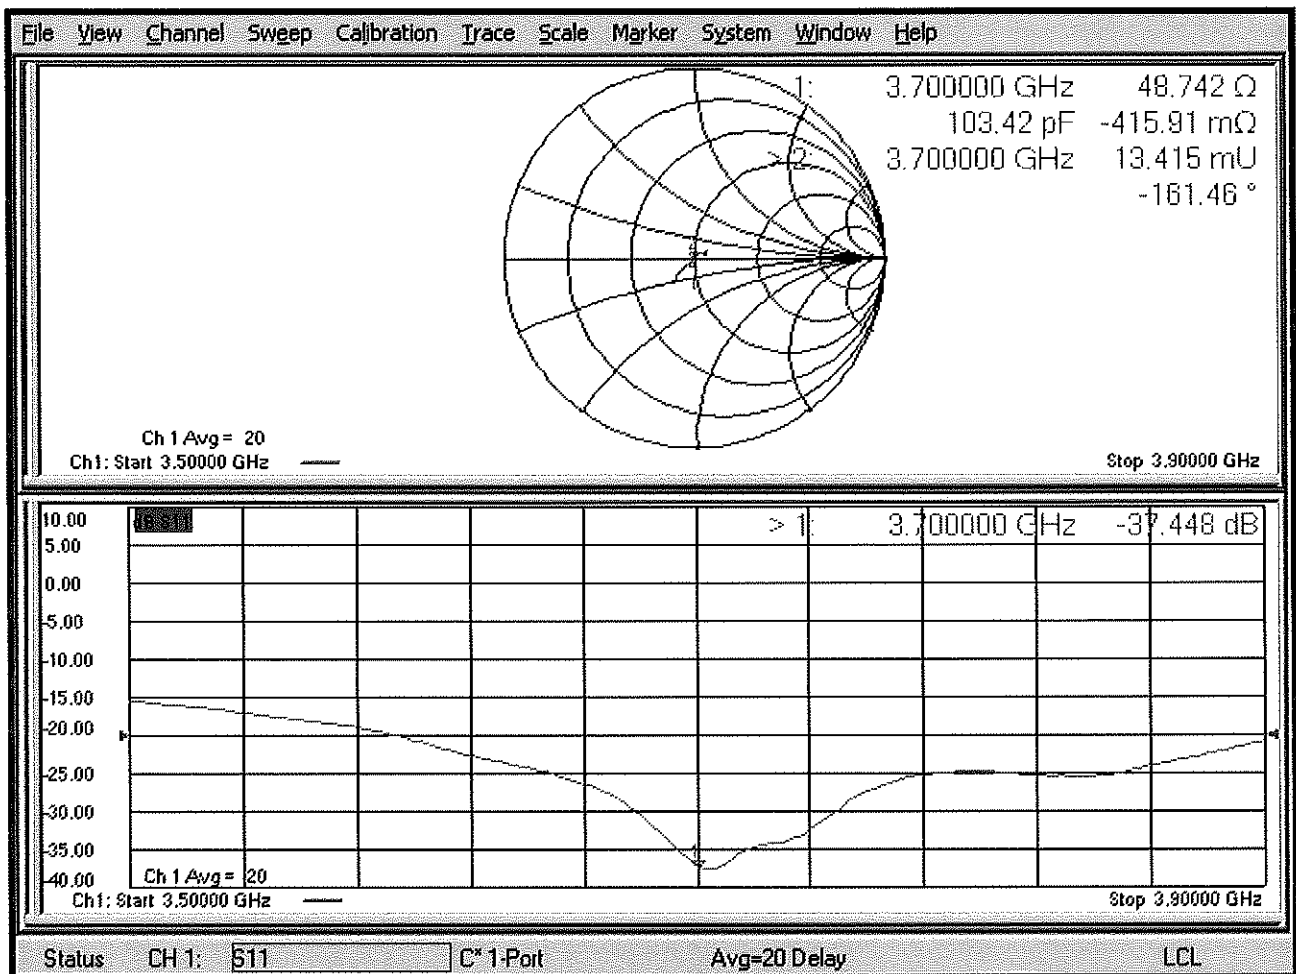 File View Channel Sweep Calibration Trace Scale Marker System Window Help
1: 3.700000 GHz 48.742 Ω
103.42 pF -415.91 mΩ
> 2: 3.700000 GHz 13.415 mU
-161.46 °
Ch 1 Avg = 20
Ch1: Start 3.50000 GHz Stop 3.90000 GHz
10.00 dB S11 > 1: 3.700000 GHz -37.448 dB
5.00
0.00
-5.00
-10.00
-15.00
-20.00
-25.00
-30.00
-35.00 1
-40.00 Ch 1 Avg = 20
Ch1: Start 3.50000 GHz Stop 3.90000 GHz
Status CH 1: S11 C* 1-Port Avg=20 Delay LCL